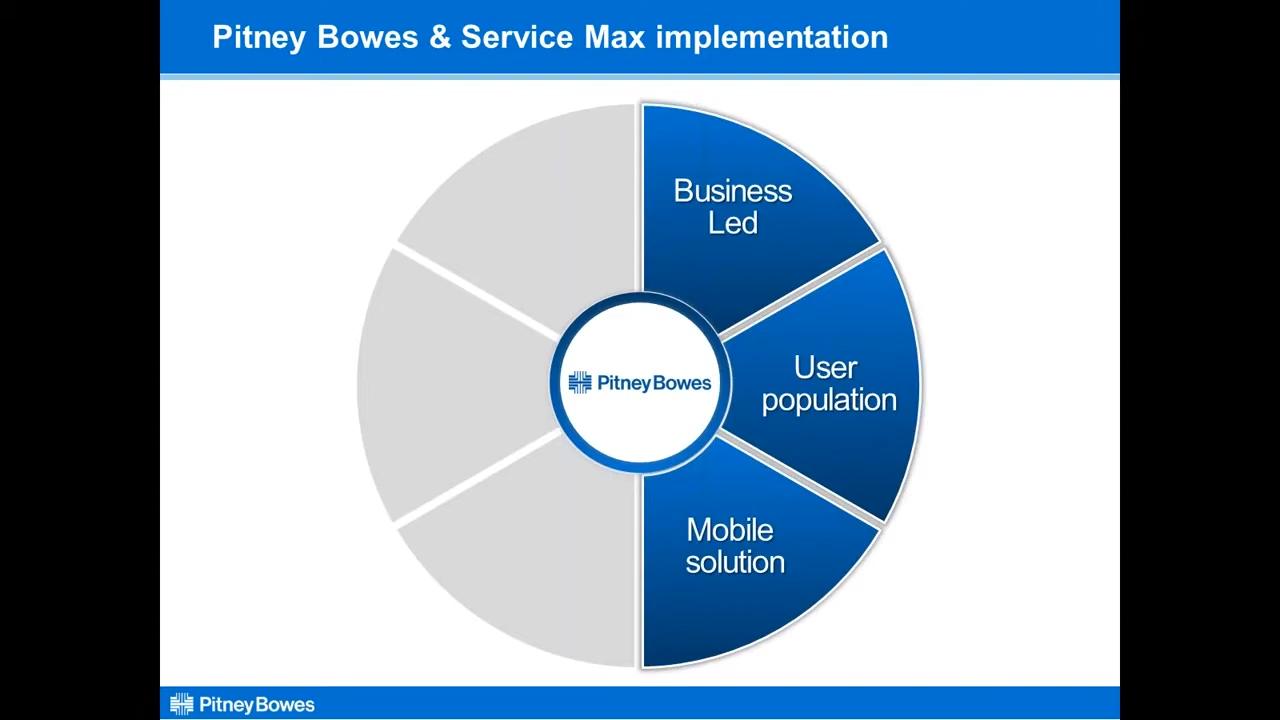 Pitney Bowes & Service Max implementation
Business
Led
User
population
Mobile
solution
PitneyBowes
PitneyBowes